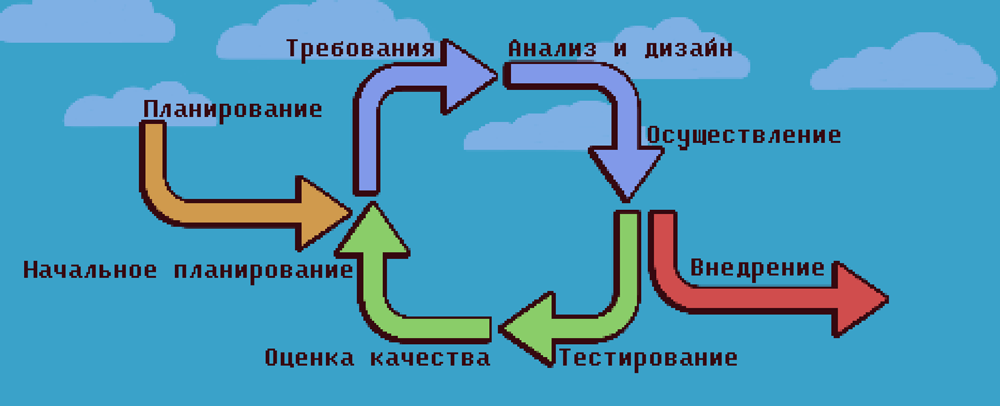 Требования
Анализ и дизайн
Планирование
Осуществление
Начальное планирование
Внедрение
Оценка качества
Тестирование